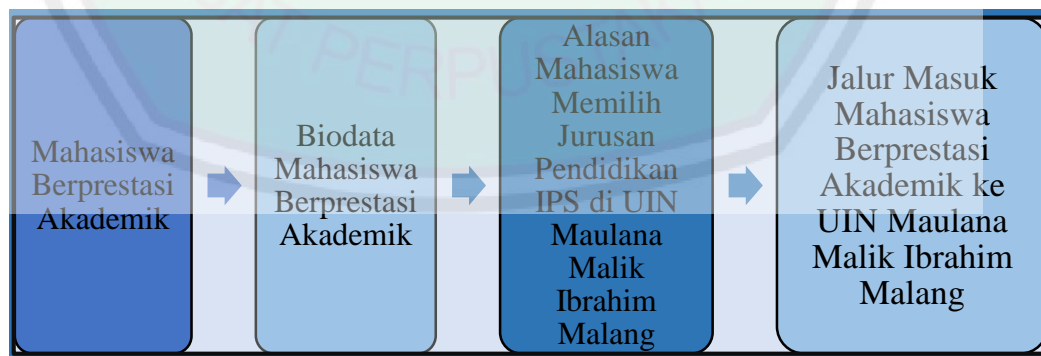 Mahasiswa
Berprestasi
Akademik
Biodata
Mahasiswa
Berprestasi
Akademik
Alasan
Mahasiswa
Memilih
Jurusan
Pendidikan
IPS di UIN
Maulana
Malik
Ibrahim
Malang
Jalur Masuk
Mahasiswa
Berprestasi
Akademik ke
UIN Maulana
Malik Ibrahim
Malang